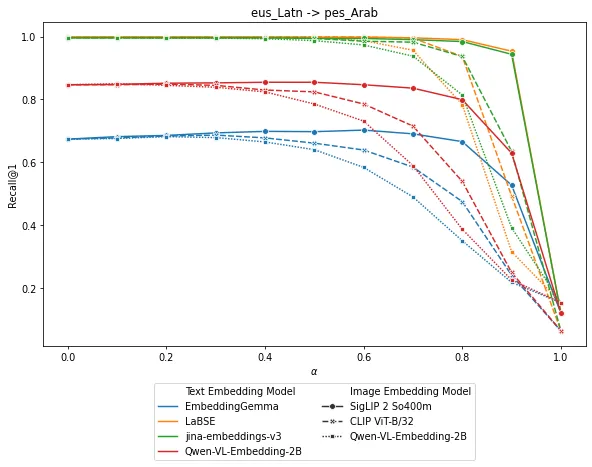 eus_Latn -> pes_Arab
1.0
0.8
0.6
0.4
0.2
Recall@1
0.0 0.2 0.4 0.6 0.8 1.0
α
Text Embedding Model
EmbeddingGemma
LaBSE
jina-embeddings-v3
Qwen-VL-Embedding-2B
Image Embedding Model
SigLIP 2 So400m
CLIP ViT-B/32
Qwen-VL-Embedding-2B